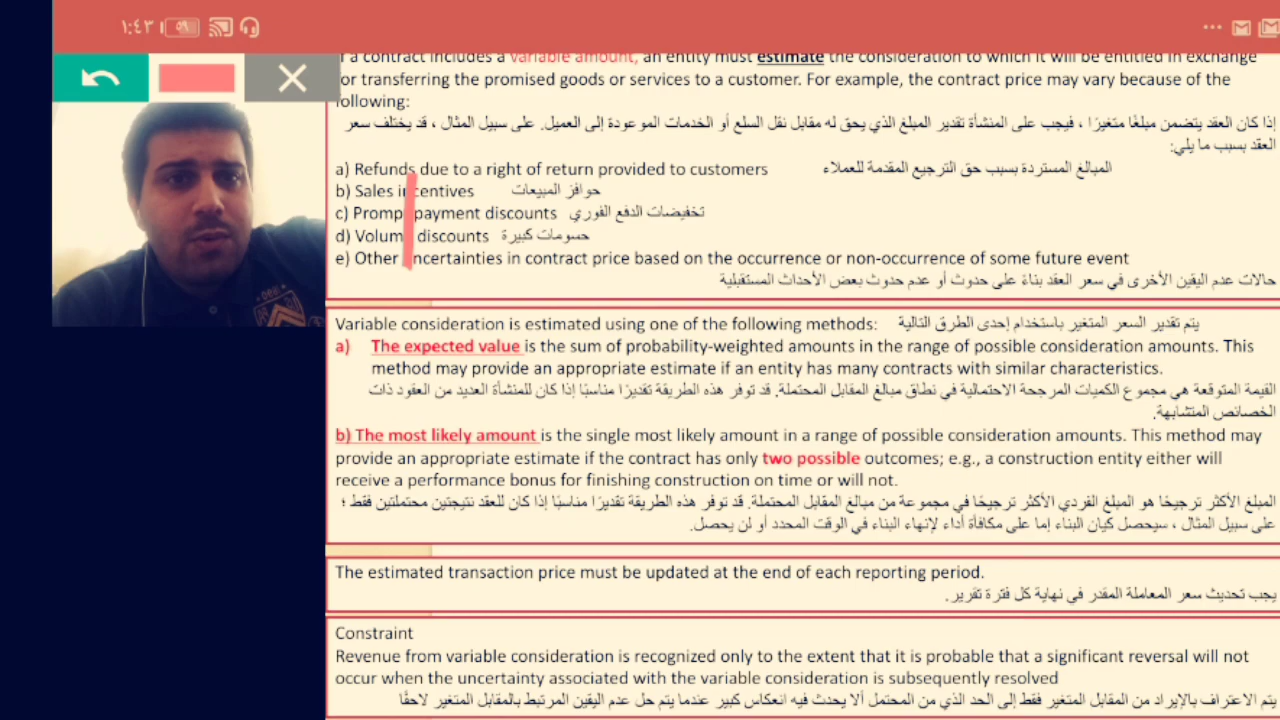 ١:٤٣
f a contract includes a variable amount, an entity must estimate the consideration to which it will be entitled in exchange
for transferring the promised goods or services to a customer. For example, the contract price may vary because of the
following:
إذا كان العقد يتضمن مبلغًا متغيرًا ، فيجب على المنشأة تقدير المبلغ الذي يحق له مقابل نقل السلع أو الخدمات الموعودة إلى العميل. على سبيل المثال ، قد يختلف سعر
العقد بسبب ما يلي:
a) Refunds due to a right of return provided to customers المبالغ المستردة بسبب حق الترجيع المقدمة للعملاء
b) Sales incentives حوافز المبيعات
c) Prompt payment discounts تخفيضات الدفع الفوري
d) Volume discounts حسومات كبيرة
e) Other uncertainties in contract price based on the occurrence or non-occurrence of some future event
حالات عدم اليقين الأخرى في سعر العقد بناءً على حدوث أو عدم حدوث بعض الأحداث المستقبلية
Variable consideration is estimated using one of the following methods: يتم تقدير السعر المتغير باستخدام إحدى الطرق التالية
a) The expected value is the sum of probability-weighted amounts in the range of possible consideration amounts. This
method may provide an appropriate estimate if an entity has many contracts with similar characteristics.
القيمة المتوقعة هي مجموع الكميات المرجحة الاحتمالية في نطاق مبالغ المقابل المحتملة. قد توفر هذه الطريقة تقديرًا مناسبًا إذا كان للمنشأة العديد من العقود ذات
الخصائص المتشابهة.
b) The most likely amount is the single most likely amount in a range of possible consideration amounts. This method may
provide an appropriate estimate if the contract has only two possible outcomes; e.g., a construction entity either will
receive a performance bonus for finishing construction on time or will not.
المبلغ الأكثر ترجيحًا هو المبلغ الفردي الأكثر ترجيحًا في مجموعة من مبالغ المقابل المحتملة. قد توفر هذه الطريقة تقديرًا مناسبًا إذا كان للعقد نتيجتين محتملتين فقط ؛
على سبيل المثال ، سيحصل كيان البناء إما على مكافأة أداء لإنهاء البناء في الوقت المحدد أو لن يحصل.
The estimated transaction price must be updated at the end of each reporting period.
يجب تحديث سعر المعاملة المقدر في نهاية كل فترة تقرير.
Constraint
Revenue from variable consideration is recognized only to the extent that it is probable that a significant reversal will not
occur when the uncertainty associated with the variable consideration is subsequently resolved
يتم الاعتراف بالإيراد من المقابل المتغير فقط إلى الحد الذي من المحتمل ألا يحدث فيه انعكاس كبير عندما يتم حل عدم اليقين المرتبط بالمقابل المتغير لاحقًا